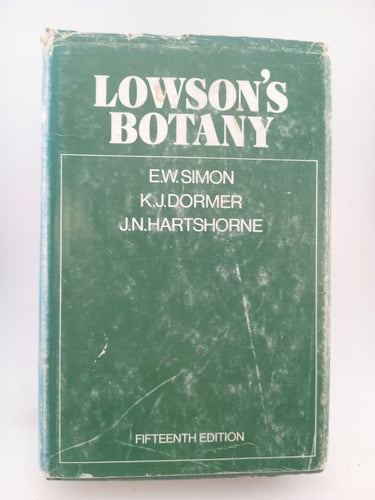 LOWSON'S
BOTANY
E.W. SIMON
K.J. DORMER
J.N. HARTSHORNE
FIFTEENTH EDITION